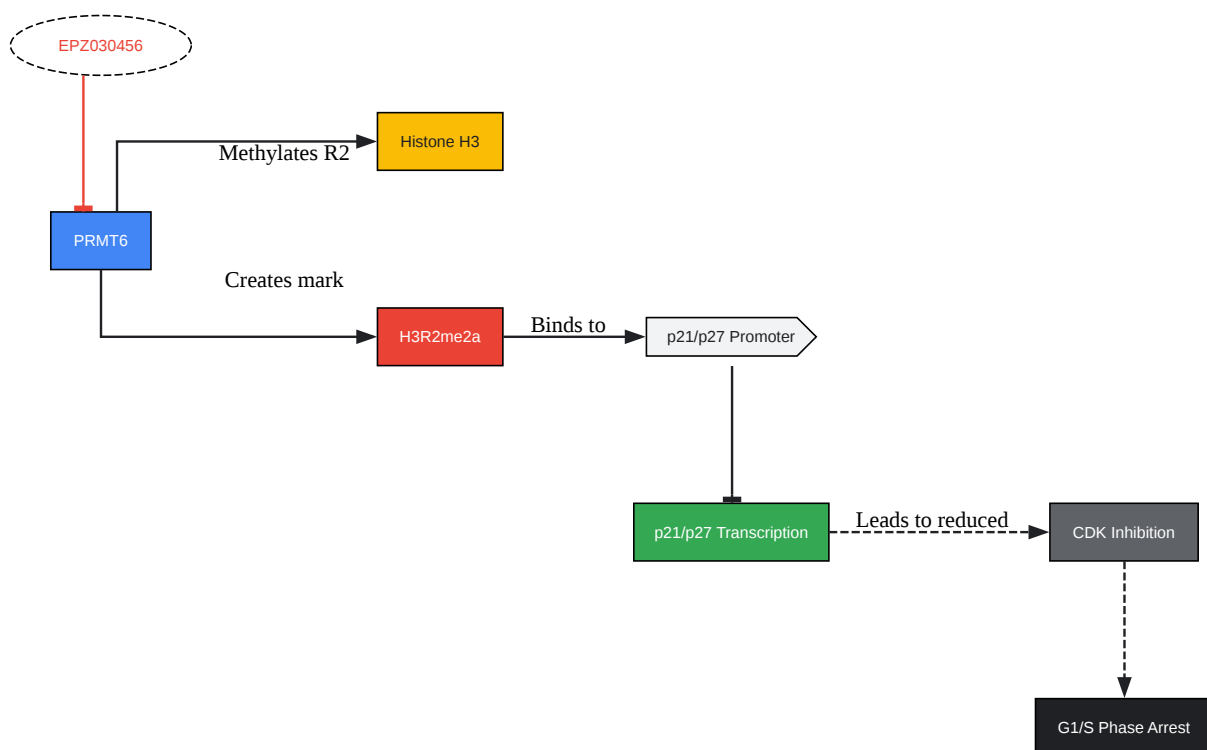 EPZ030456
Histone H3
Methylates R2
PRMT6
Creates mark
H3R2me2a
Binds to
p21/p27 Promoter
p21/p27 Transcription
Leads to reduced
CDK Inhibition
G1/S Phase Arrest